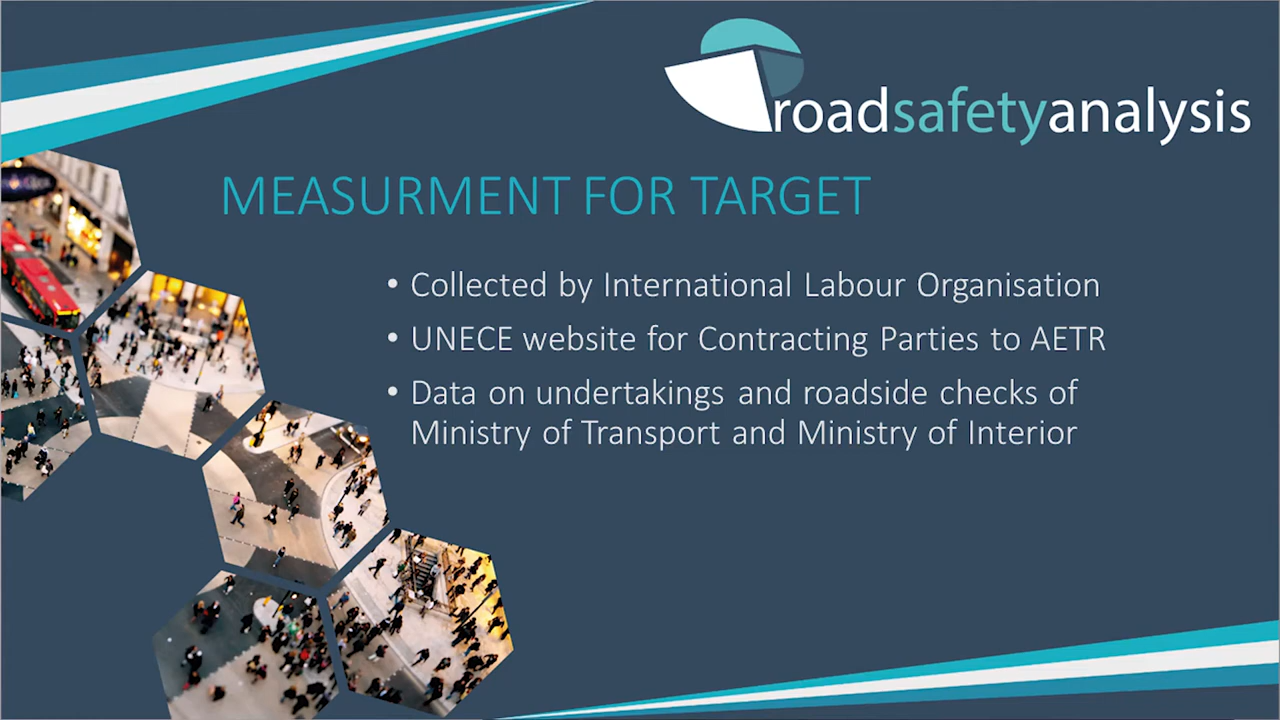 roadsafetyanalysis
MEASURMENT FOR TARGET
• Collected by International Labour Organisation
• UNECE website for Contracting Parties to AETR
• Data on undertakings and roadside checks of
Ministry of Transport and Ministry of Interior